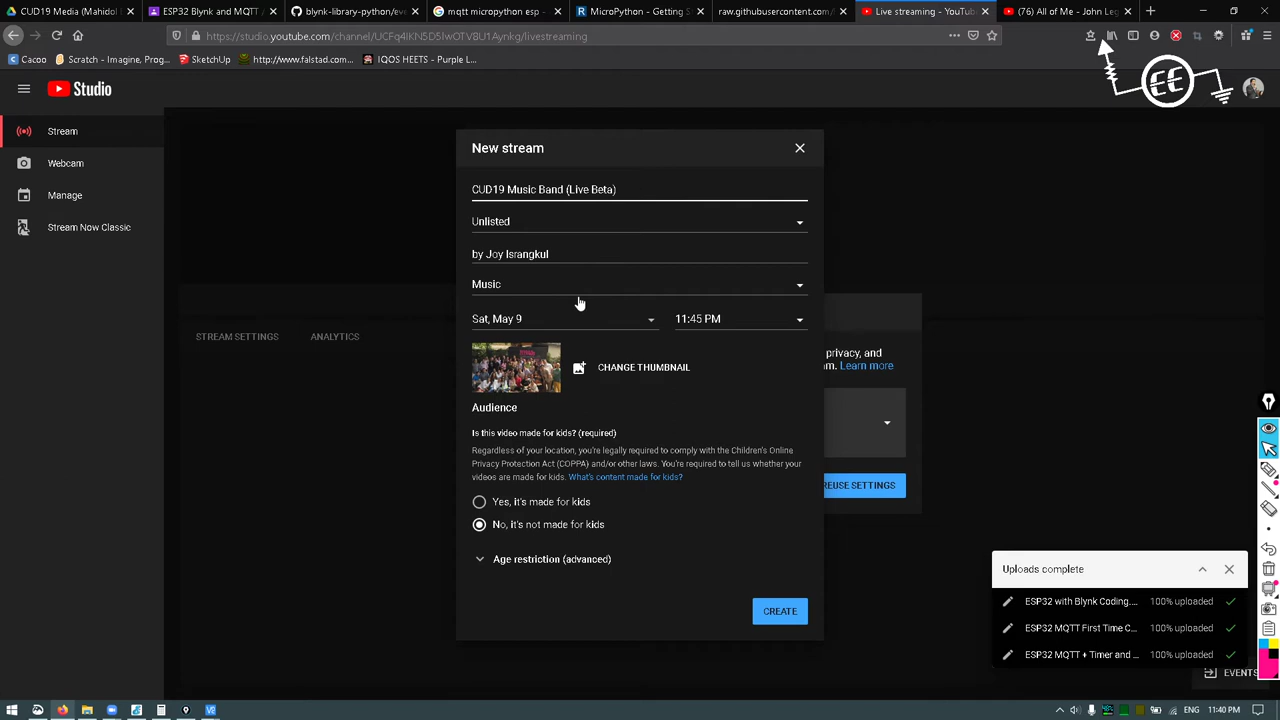 CUD19 Media (Live Beta) -
ESP32 Blynk and MQTT
blynk-library-python/eve
mqtt micropython esp -
MicroPython - Getting S
raw.githubusercontent.com/
Live streaming - YouTube
(76) All of Me - John Leg
https://studio.youtube.com/channel/UCFq4IKN5D5IwOTV8U1Aynkg/livestreaming
Cacoo
Scratch - Imagine, Prog...
SketchUp
http://www.falstad.com...
IQOS HEETS - Purple L...
EE
Studio
Stream
Webcam
Manage
Stream Now Classic
STREAM SETTINGS
ANALYTICS
New stream
CUD19 Music Band (Live Beta)
Unlisted
by Joy Israngkul
Music
Sat, May 9
11:45 PM
CHANGE THUMBNAIL
Audience
Is this video made for kids? (required)
Regardless of your location, you're legally required to comply with the Children's Online
Privacy Protection Act (COPPA) and/or other laws. You're required to tell us whether your
videos are made for kids. What's content made for kids?
Yes, it's made for kids
No, it's not made for kids
Age restriction (advanced)
CREATE
privacy, and
am. Learn more
REUSE SETTINGS
Uploads complete
ESP32 with Blynk Coding....
100% uploaded
ESP32 MQTT First Time C...
100% uploaded
ESP32 MQTT + Timer and ...
100% uploaded
EVENTS
ENG
11:40 PM